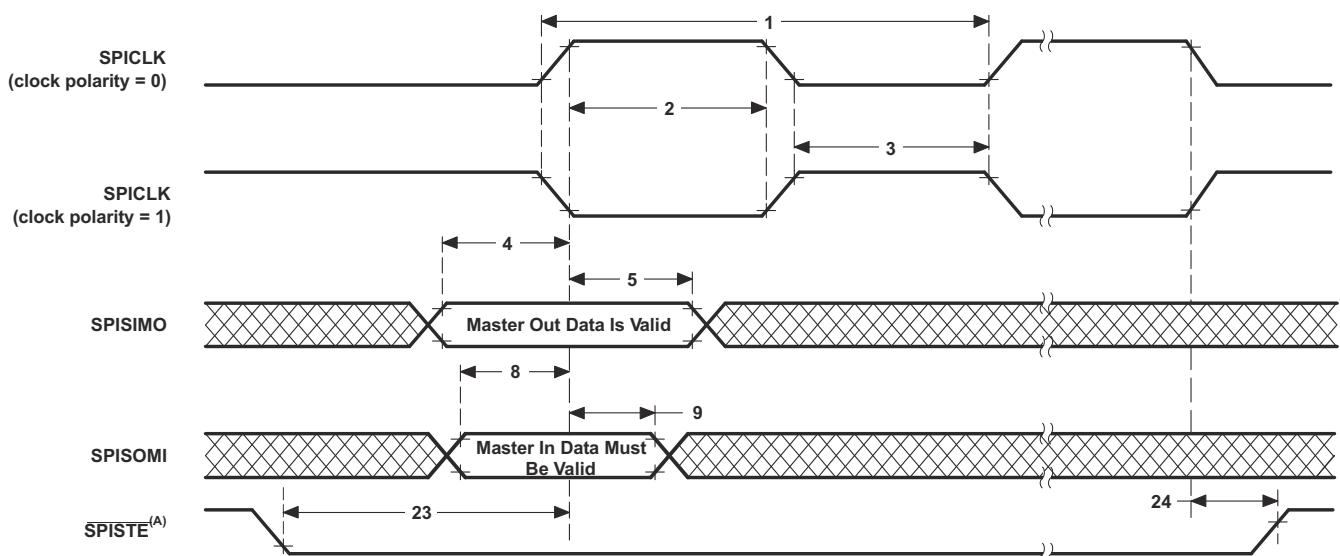 1
SPICLK
(clock polarity = 0)
2
3
SPICLK
(clock polarity = 1)
4
5
SPISIMO
Master Out Data Is Valid
8
9
SPISOMI
Master In Data Must
Be Valid
23
24
SPISTE(A)